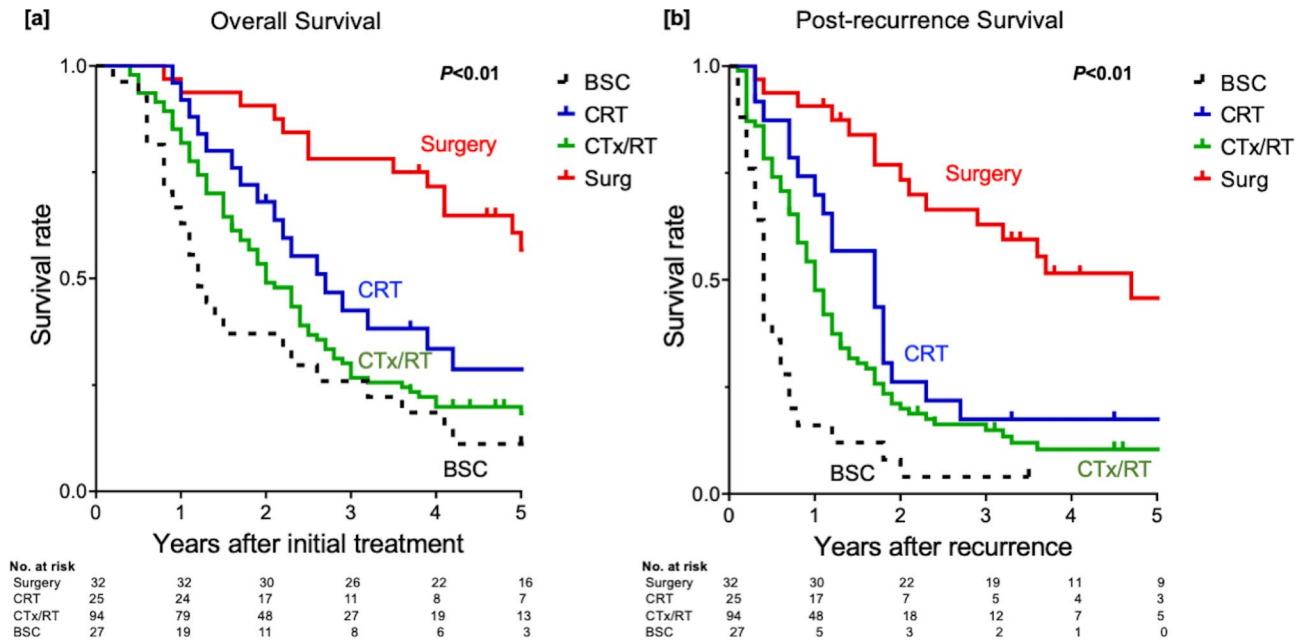 [a] Overall Survival
1.0
0.5
0.0
Survival rate
P<0.01
BSC
CRT
CTx/RT
Surg
Surgery
CRT
CTx/RT
BSC
0 1 2 3 4 5
Years after initial treatment
No. at risk
Surgery 32 32 30 26 22 16
CRT 25 24 17 11 8 7
CTx/RT 94 79 48 27 19 13
BSC 27 19 11 8 6 3
[b] Post-recurrence Survival
1.0
0.5
0.0
Survival rate
P<0.01
BSC
CRT
CTx/RT
Surg
Surgery
CRT
BSC
CTx/RT
0 1 2 3 4 5
Years after recurrence
No. at risk
Surgery 32 30 22 19 11 9
CRT 25 17 7 5 4 3
CTx/RT 94 48 18 12 7 5
BSC 27 5 3 2 1 0